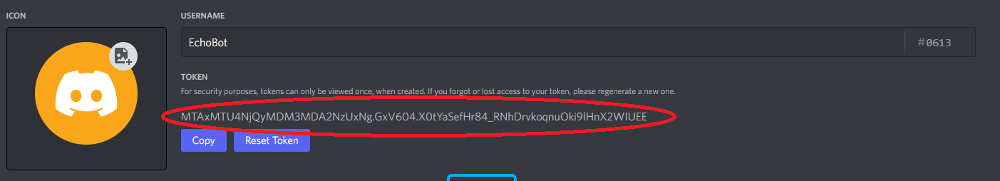 ICON
USERNAME
EchoBot
#0613
TOKEN
For security purposes, tokens can only be viewed once, when created. If you forgot or lost access to your token, please regenerate a new one.
MTAxMTU4NjQyMDM3MDA2NzUxNg.GxV604.X0tYaSefHr84_RNhDrvkoqnuOki9lHnX2WIUEE
Copy
Reset Token